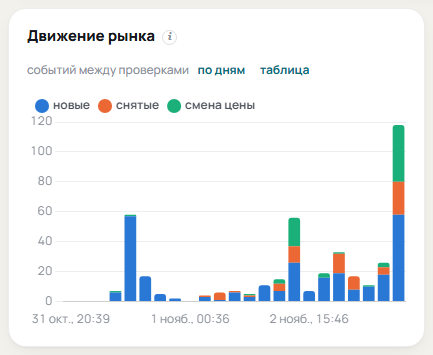 Движение рынка i
событий между проверками по дням таблица
новые снятые смена цены
120
100
80
60
40
20
0
31 окт., 20:39 1 нояб., 00:36 2 нояб., 15:46